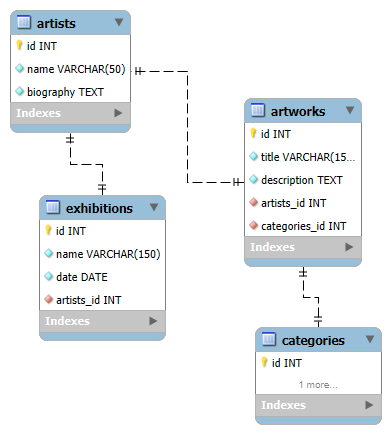 artists
id INT
name VARCHAR(50)
biography TEXT
Indexes
artworks
id INT
title VARCHAR(15...
description TEXT
artists_id INT
categories_id INT
Indexes
exhibitions
id INT
name VARCHAR(150)
date DATE
artists_id INT
Indexes
categories
id INT
1 more...
Indexes